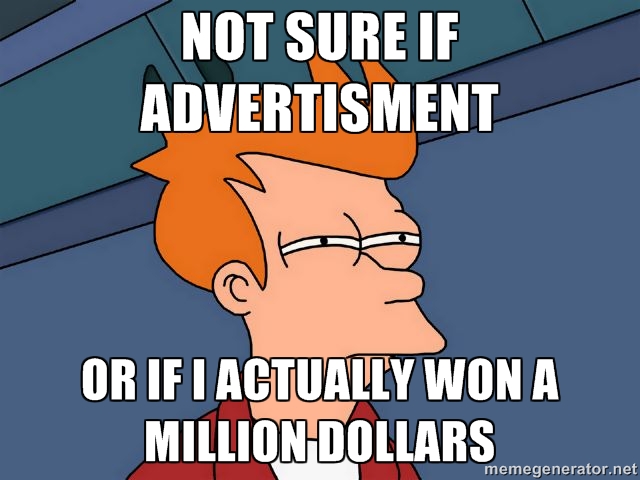 NOT SURE IF
ADVERTISMENT
OR IF I ACTUALLY WON A
MILLION DOLLARS
memegenerator.net